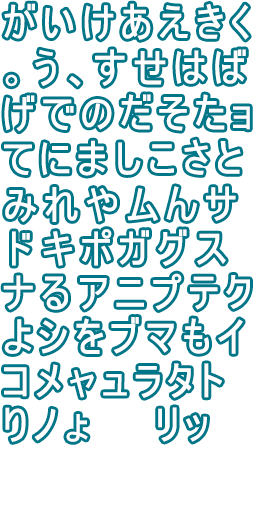 がいけあえきく
。う、すせはば
げでのだそたョ
てにましこさと
みれやムんサ
ドキポガグス
ナるアニプテク
よシをブマもイ
コメャュラタト
りノょ　　リッ